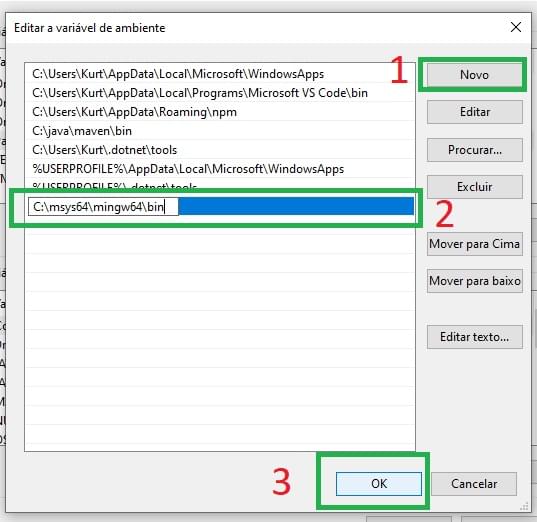 Editar a variável de ambiente
C:\Users\Kurt\AppData\Local\Microsoft\WindowsApps
C:\Users\Kurt\AppData\Local\Programs\Microsoft VS Code\bin
C:\Users\Kurt\AppData\Roaming\npm
C:\java\maven\bin
C:\Users\Kurt\.dotnet\tools
%USERPROFILE%\AppData\Local\Microsoft\WindowsApps
%USERPROFILE%\.dotnet\tools
C:\msys64\mingw64\bin
1
Novo
Editar
Procurar...
Excluir
2
Mover para Cima
Mover para baixo
Editar texto...
3
OK
Cancelar